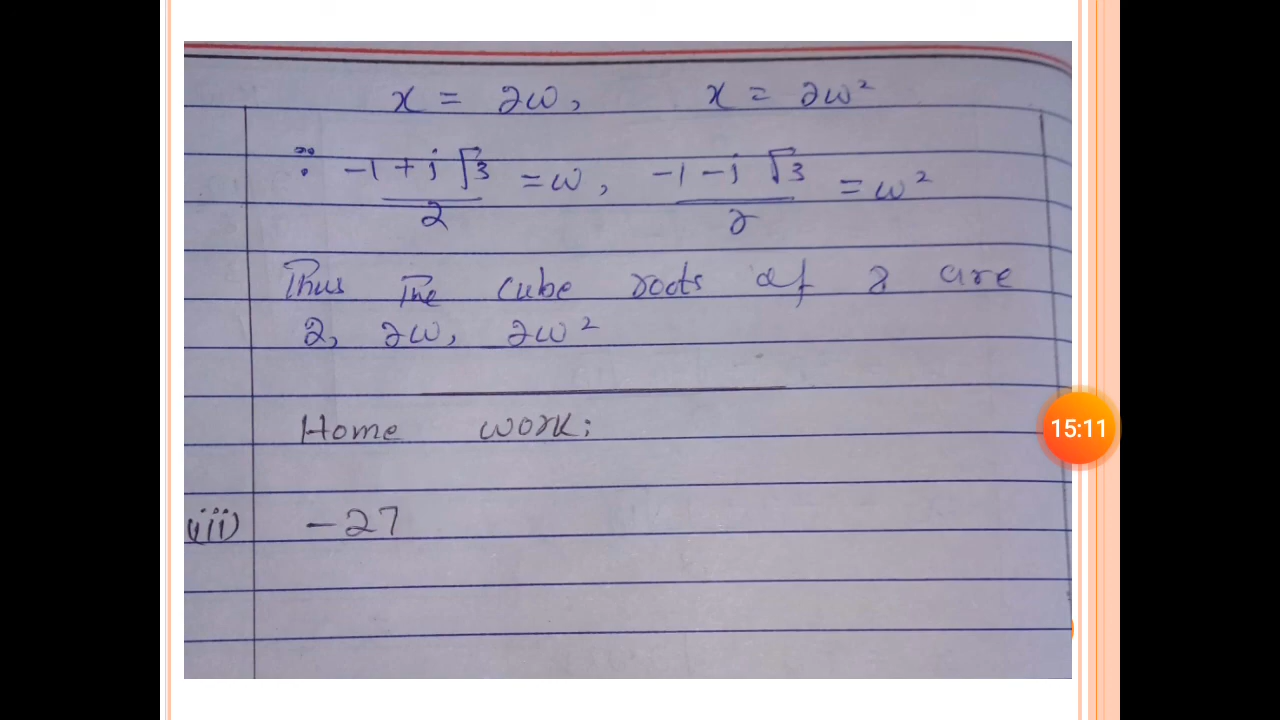 x = 2ω, x = 2ω²
∵ -1 + i √3 / 2 = ω, -1 - i √3 / 2 = ω²
Thus the cube roots of 8 are
2, 2ω, 2ω²
Home work:
(iii) -27
15:11